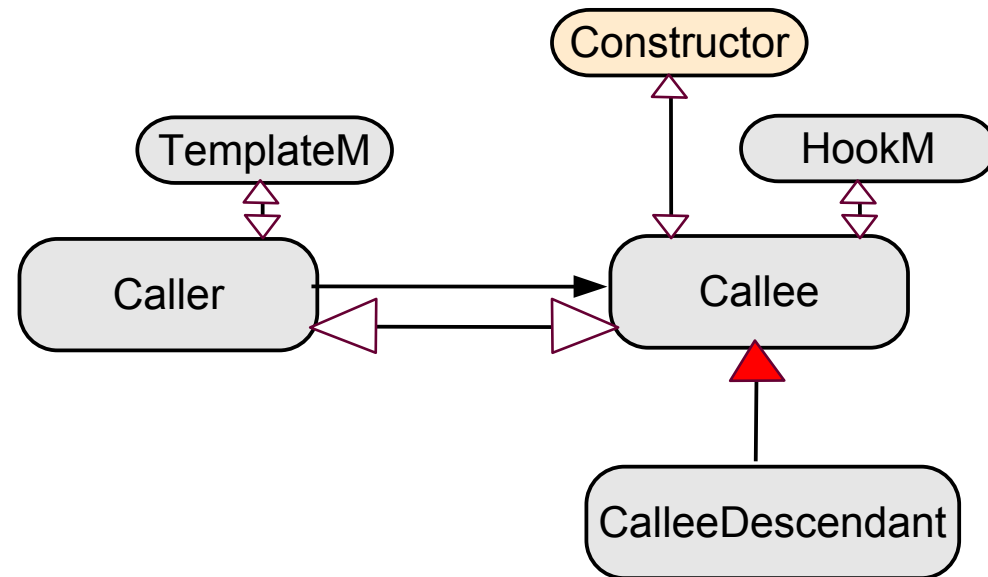 Constructor
TemplateM
HookM
Caller
Callee
CalleeDescendant